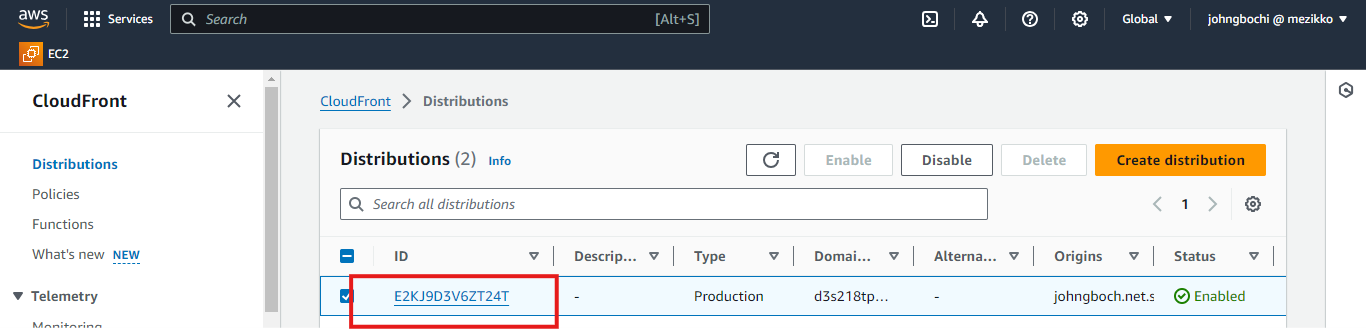 aws
Services
Search
[Alt+S]
Global
johngbochi @ mezikko
EC2
CloudFront
Distributions
Policies
Functions
What's new NEW
Telemetry
Monitoring
CloudFront > Distributions
Distributions (2) Info
Enable
Disable
Delete
Create distribution
Search all distributions
1
ID Descrip... Type Domai... Alterna... Origins Status
E2KJ9D3V6ZT24T - Production d3s218tp... - johngboch.net.s Enabled